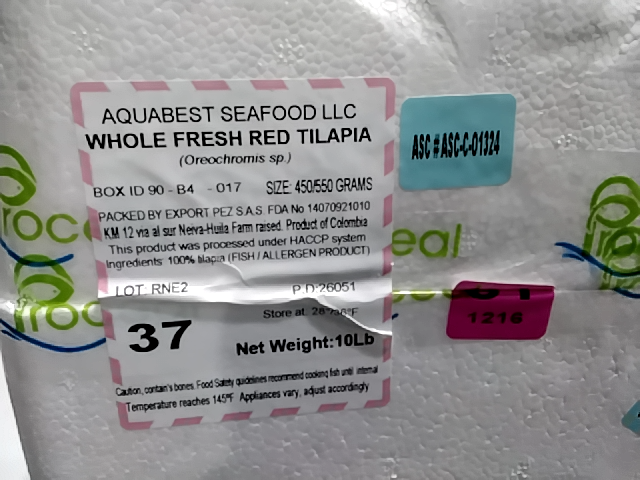 AQUABEST SEAFOOD LLC
WHOLE FRESH RED TILAPIA
(Oreochromis sp.)
BOX ID 90 - B4 - 017 SIZE: 450/550 GRAMS
PACKED BY EXPORT PEZ S.A.S. FDA No 14070921010
KM 12 via al sur Neiva-Huila Farm raised. Product of Colombia
This product was processed under HACCP system
Ingredients: 100% tilapia (FISH / ALLERGEN PRODUCT)
LOT: RNE2 P.D:26051
Store at
37 Net Weight:10Lb
Caution, contain's bones. Food Safety guidelines recommend cooking fish until internal
Temperature reaches 145°F Appliances vary, adjust accordingly
ASC # ASC-C-01324
1216
eal